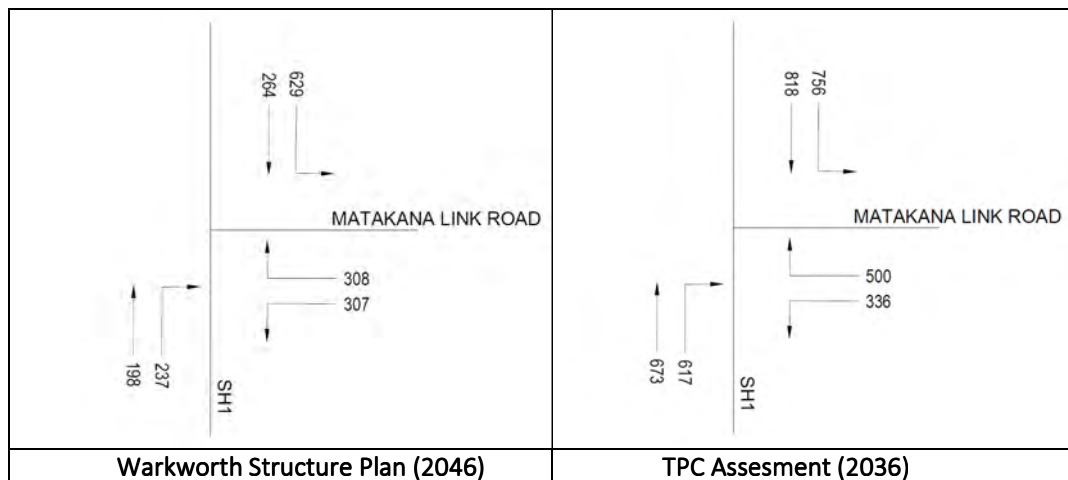 264
629
MATAKANA LINK ROAD
308
307
198
237
SH1
Warkworth Structure Plan (2046)
818
756
MATAKANA LINK ROAD
500
336
673
617
SH1
TPC Assesment (2036)